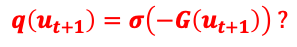 q(u_{t+1}) = σ(−G(u_{t+1})) ?